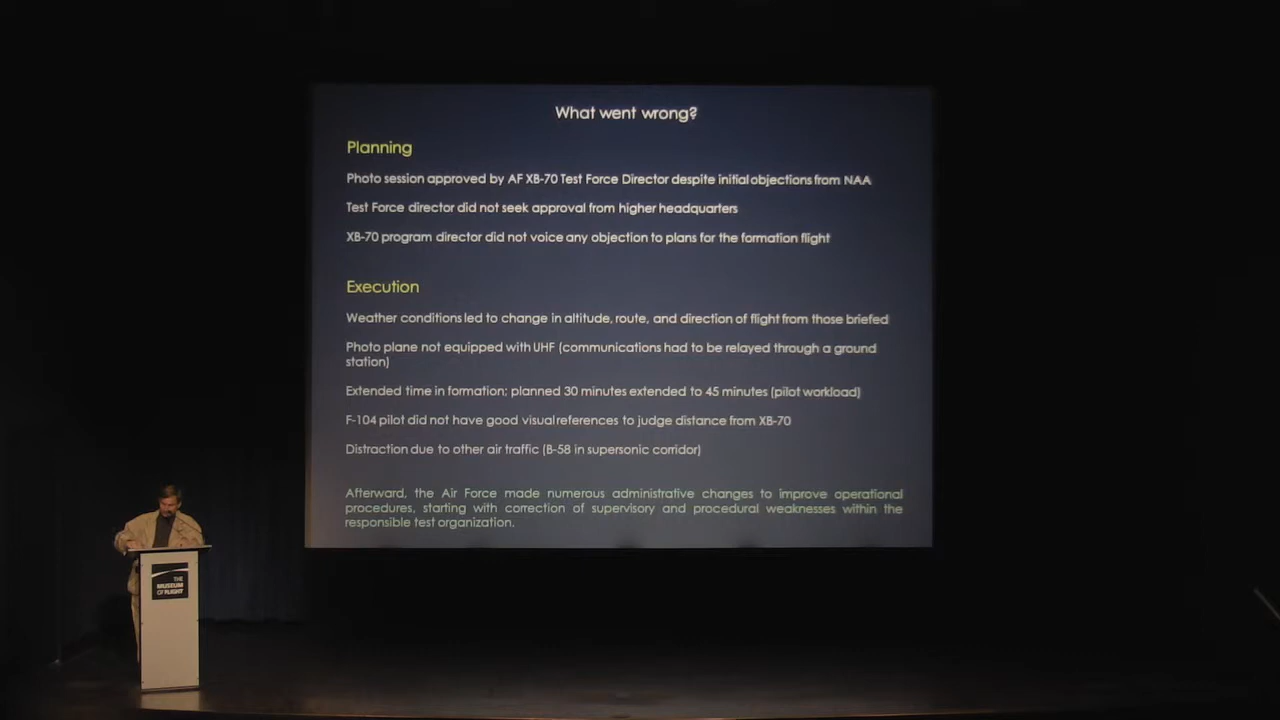 What went wrong?
Planning
Photo session approved by AF XB-70 Test Force Director despite initial objections from NAA
Test Force director did not seek approval from higher headquarters
XB-70 program director did not voice any objection to plans for the formation flight
Execution
Weather conditions led to change in altitude, route, and direction of flight from those briefed
Photo plane not equipped with UHF (communications had to be relayed through a ground
station)
Extended time in formation; planned 30 minutes extended to 45 minutes (pilot workload)
F-104 pilot did not have good visual references to judge distance from XB-70
Distraction due to other air traffic (B-58 in supersonic corridor)
Afterward, the Air Force made numerous administrative changes to improve operational
procedures, starting with correction of supervisory and procedural weaknesses within the
responsible test organization.
THE
MUSEUM
OF FLIGHT